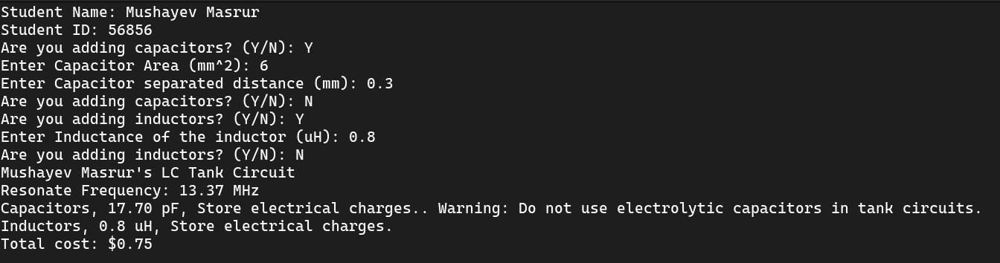 Student Name: Mushayev Masrur
Student ID: 56856
Are you adding capacitors? (Y/N): Y
Enter Capacitor Area (mm^2): 6
Enter Capacitor separated distance (mm): 0.3
Are you adding capacitors? (Y/N): N
Are you adding inductors? (Y/N): Y
Enter Inductance of the inductor (uH): 0.8
Are you adding inductors? (Y/N): N
Mushayev Masrur's LC Tank Circuit
Resonate Frequency: 13.37 MHz
Capacitors, 17.70 pF, Store electrical charges.. Warning: Do not use electrolytic capacitors in tank circuits.
Inductors, 0.8 uH, Store electrical charges.
Total cost: $0.75